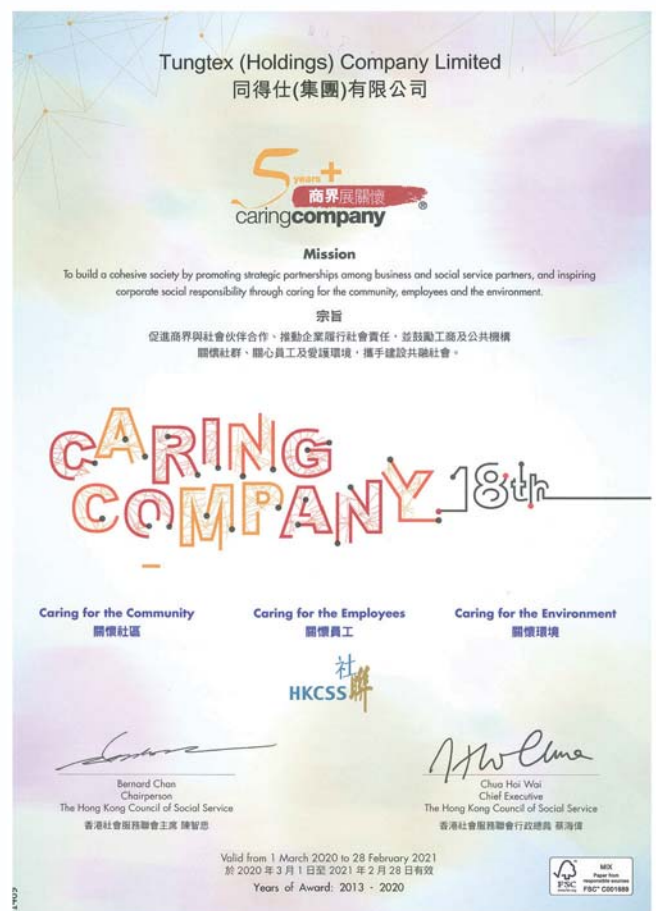 Tungtex (Holdings) Company Limited
同得仕(集團)有限公司
5 years+
商界展關懷
caringcompany®
Mission
To build a cohesive society by promoting strategic partnerships among business and social service partners, and inspiring
corporate social responsibility through caring for the community, employees and the environment.
宗旨
促進商界與社會伙伴合作、推動企業履行社會責任，並鼓勵工商及公共機構
關懷社群、關心員工及愛護環境，攜手建設共融社會。
CARING
COMPANY 18th
Caring for the Community
關懷社區
Caring for the Employees
關懷員工
Caring for the Environment
關懷環境
HKCSS 社聯
Bernard Chan
Chairperson
The Hong Kong Council of Social Service
香港社會服務聯會主席 陳智思
Chua Hoi Wai
Chief Executive
The Hong Kong Council of Social Service
香港社會服務聯會行政總裁 蔡海偉
Valid from 1 March 2020 to 28 February 2021
於 2020 年 3 月 1 日至 2021 年 2 月 28 日有效
Years of Award: 2013 - 2020
FSC
MIX
Paper from
responsible sources
FSC® C001689